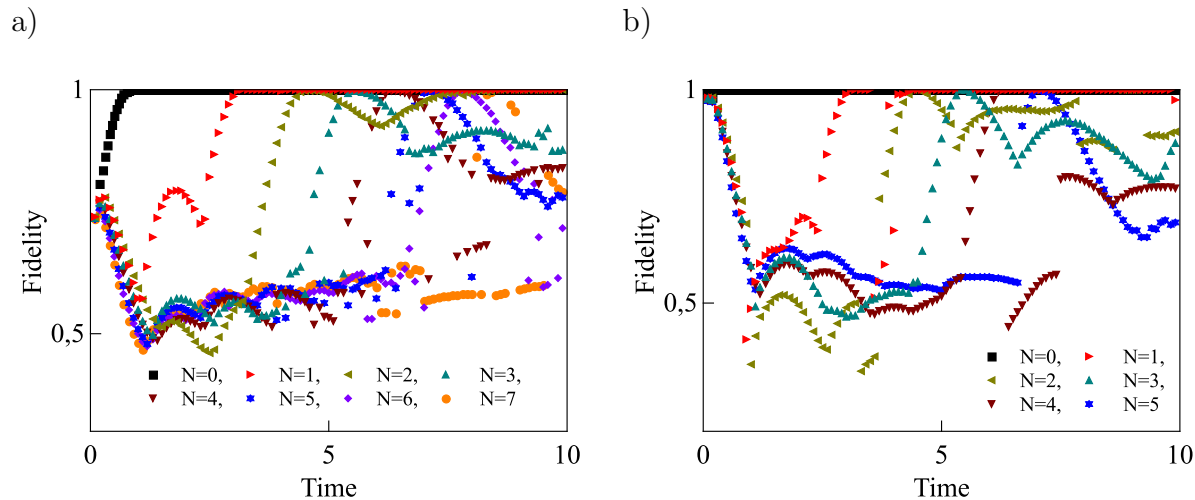 a)
1
Fidelity
0,5
N=0, N=1, N=2, N=3,
N=4, N=5, N=6, N=7
0 5 10
Time
b)
1
Fidelity
0,5
N=0, N=1,
N=2, N=3,
N=4, N=5
0 5 10
Time